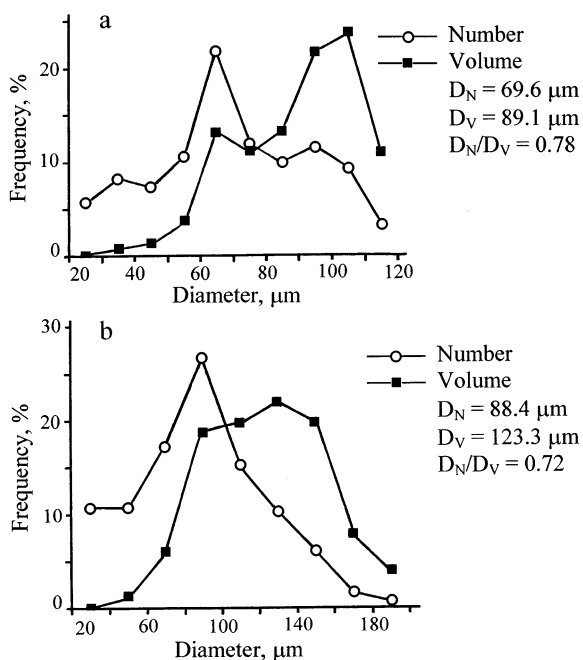 a
Number
Volume
D_N = 69.6 μm
D_V = 89.1 μm
D_N/D_V = 0.78
Frequency, %
20
10
0
20 40 60 80 100 120
Diameter, μm
b
Number
Volume
D_N = 88.4 μm
D_V = 123.3 μm
D_N/D_V = 0.72
Frequency, %
30
20
10
0
20 60 100 140 180
Diameter, μm